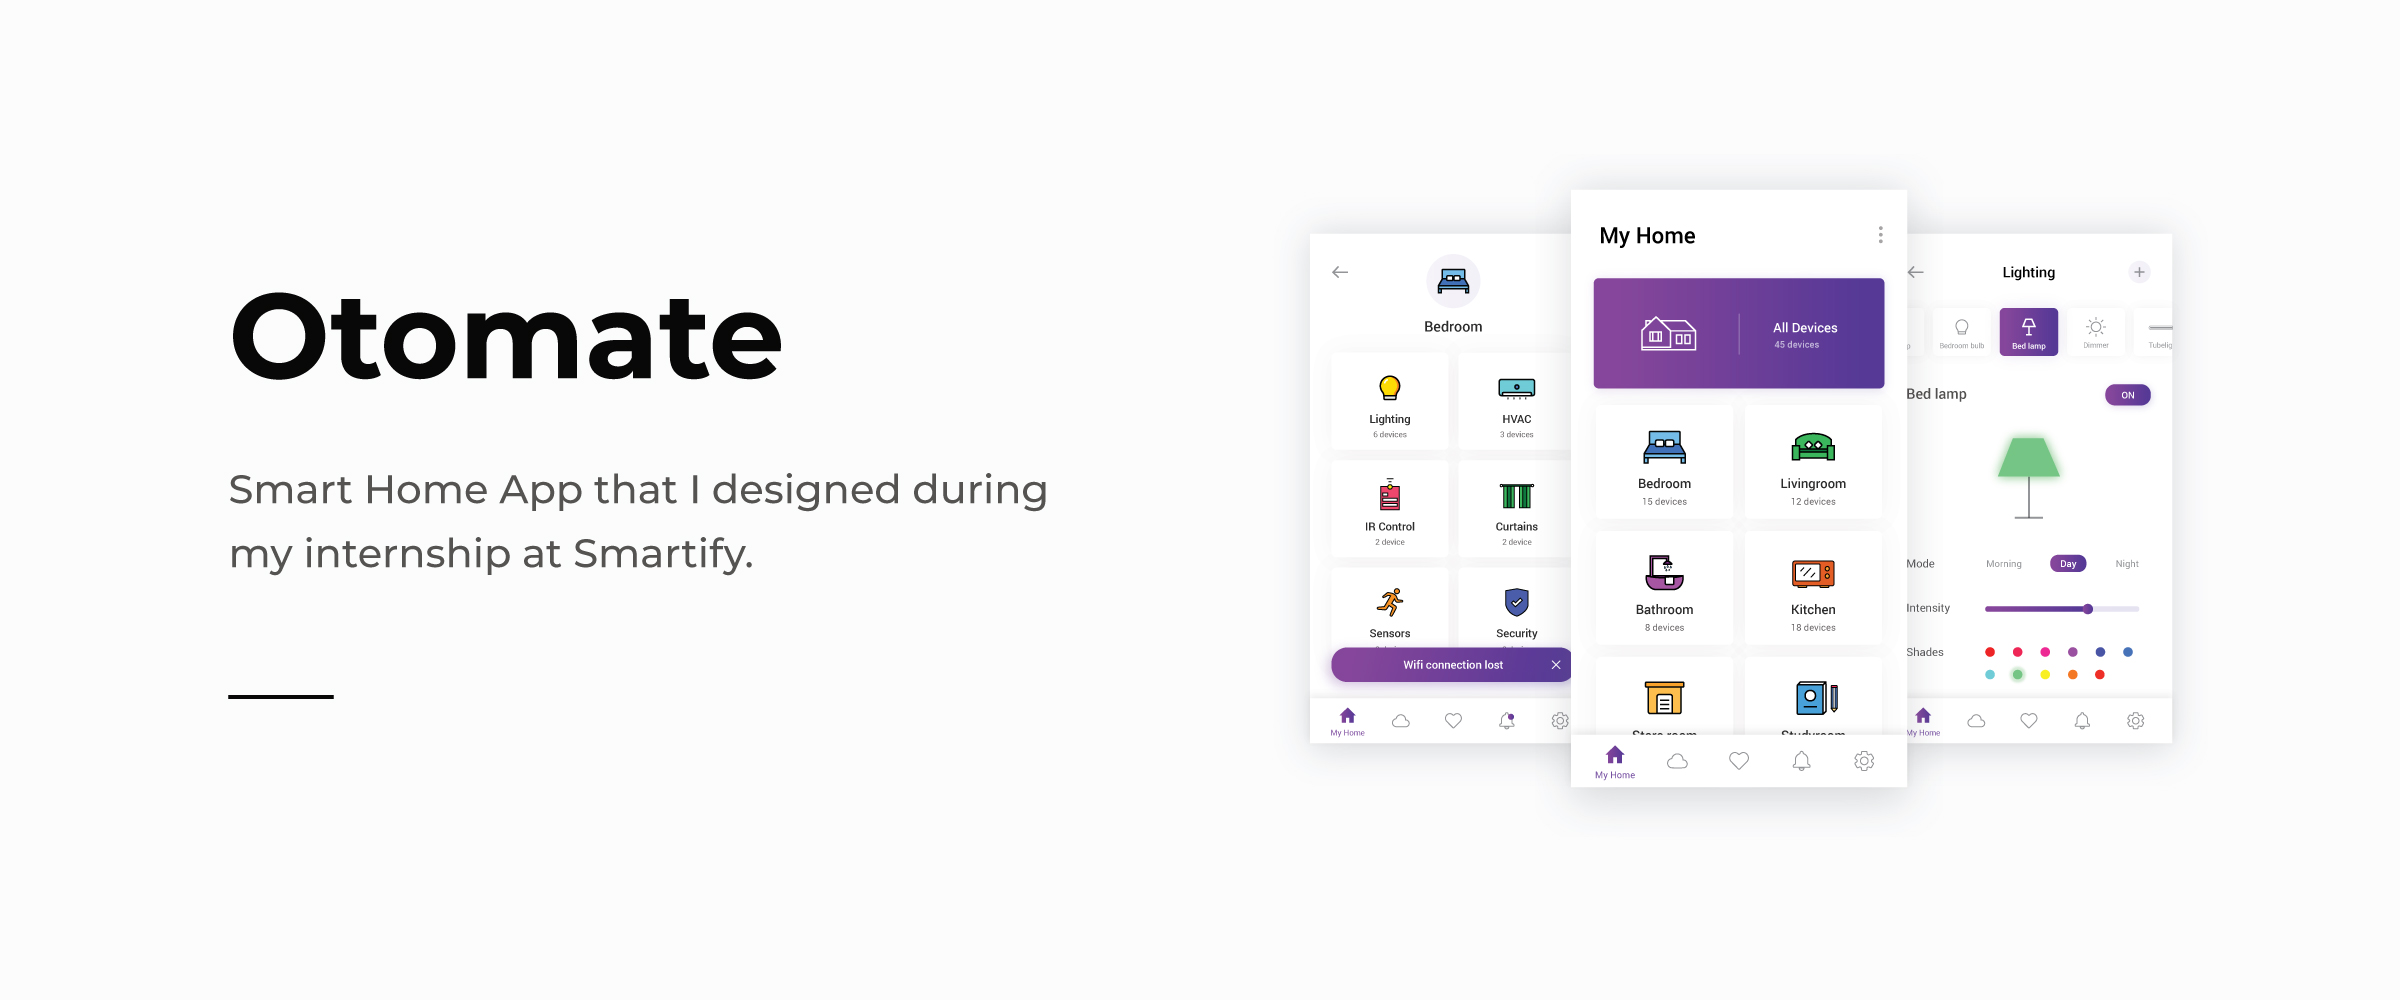 Otomate
Smart Home App that I designed during
my internship at Smartify.
Bedroom
Lighting
6 devices
HVAC
3 devices
IR Control
2 device
Curtains
2 device
Sensors
Security
Wifi connection lost
My Home
My Home
All Devices
45 devices
Bedroom
15 devices
Livingroom
12 devices
Bathroom
8 devices
Kitchen
18 devices
Store room
Studyroom
My Home
Lighting
Bedroom bulb
Bed lamp
Dimmer
Tubelig
Bed lamp
ON
Mode
Morning
Day
Night
Intensity
Shades
My Home